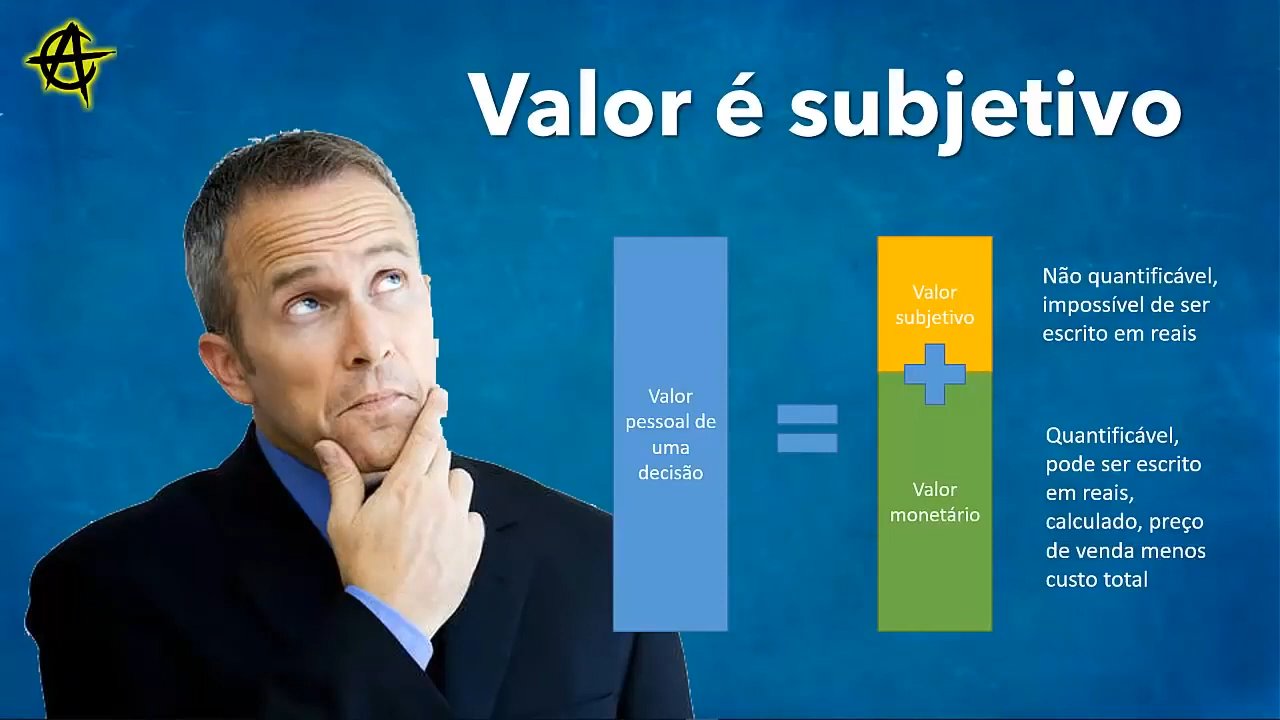 Valor é subjetivo
Valor
pessoal de
uma
decisão
Valor
subjetivo
Valor
monetário
Não quantificável,
impossível de ser
escrito em reais
Quantificável,
pode ser escrito
em reais,
calculado, preço
de venda menos
custo total